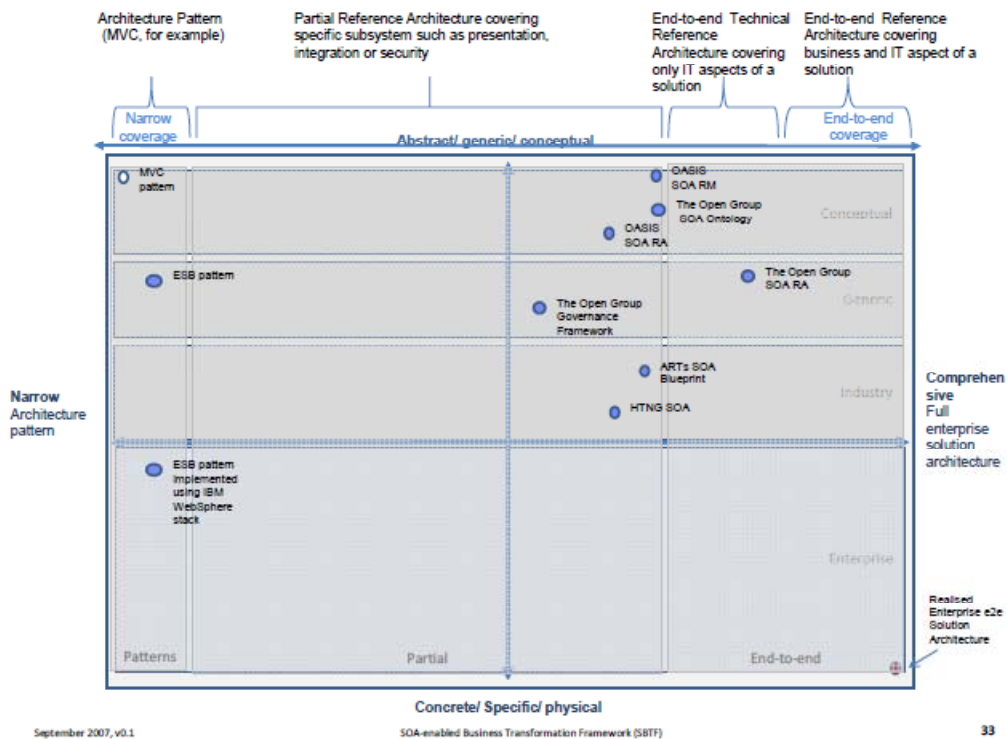 Architecture Pattern
(MVC, for example)
Partial Reference Architecture covering
specific subsystem such as presentation,
integration or security
End-to-end Technical
Reference
Architecture covering
only IT aspects of a
solution
End-to-end Reference
Architecture covering
business and IT aspect of a
solution
Narrow
coverage
End-to-end
coverage
Abstract/ generic/ conceptual
MVC
pattern
OASIS
SOA RM
The Open Group
SOA Ontology
Conceptual
OASIS
SOA RA
ESB pattern
The Open Group
SOA RA
Generic
The Open Group
Governance
Framework
ARTs SOA
Blueprint
Industry
HTNG SOA
Narrow
Architecture
pattern
Comprehen
sive
Full
enterprise
solution
architecture
ESB pattern
implemented
using IBM
WebSphere
stack
Enterprise
Realised
Enterprise e2e
Solution
Architecture
Patterns
Partial
End-to-end
Concrete/ Specific/ physical
September 2007, v0.1
SOA-enabled Business Transformation Framework (SBTF)
33